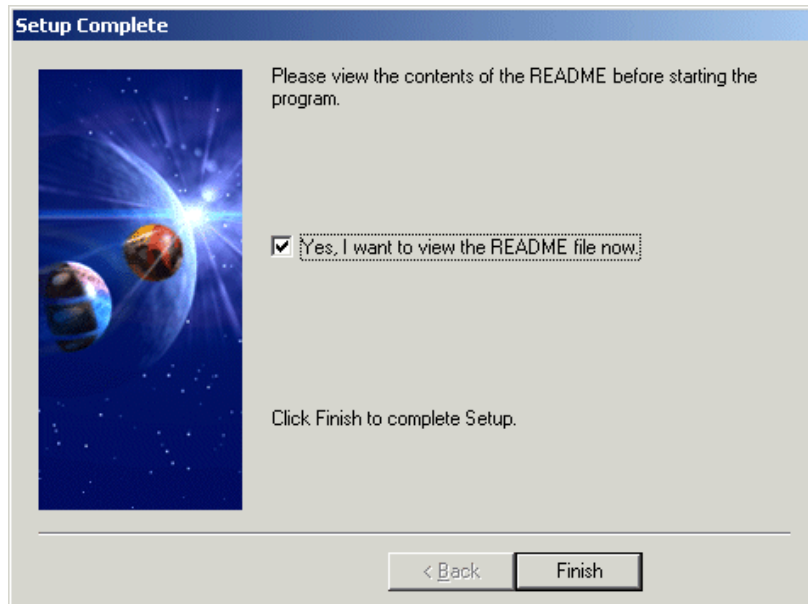 Setup Complete
Please view the contents of the README before starting the
program.
Yes, I want to view the README file now.
Click Finish to complete Setup.
< Back
Finish